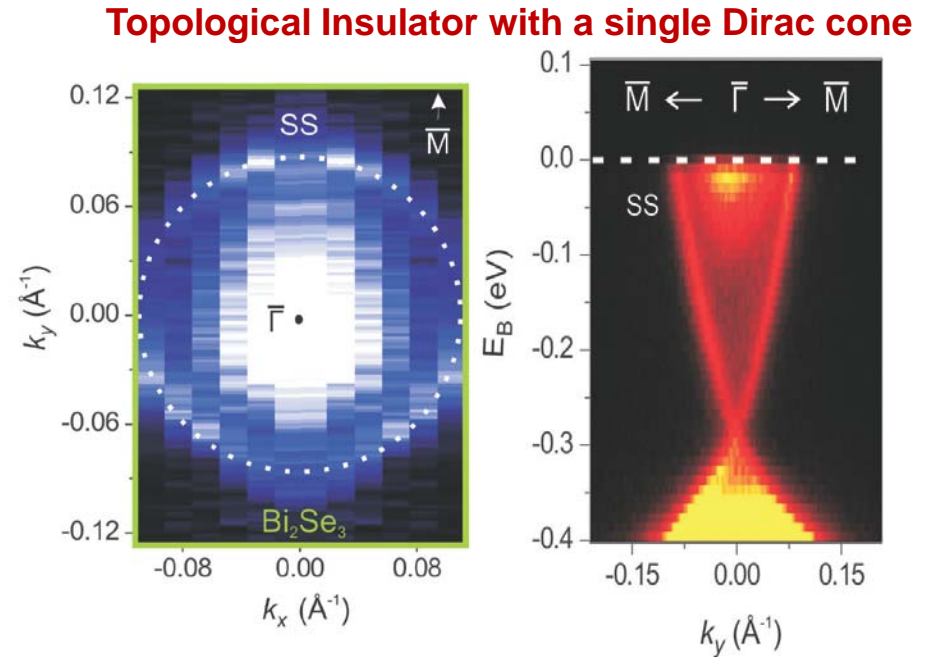 Topological Insulator with a single Dirac cone
0.12
0.06
0.00
-0.06
-0.12
k_y (Å⁻¹)
SS
M̅
Γ̅
Bi₂Se₃
-0.08 0.00 0.08
k_x (Å⁻¹)
0.1
0.0
-0.1
-0.2
-0.3
-0.4
E_B (eV)
M̅ ← Γ̅ → M̅
SS
-0.15 0.00 0.15
k_y (Å⁻¹)